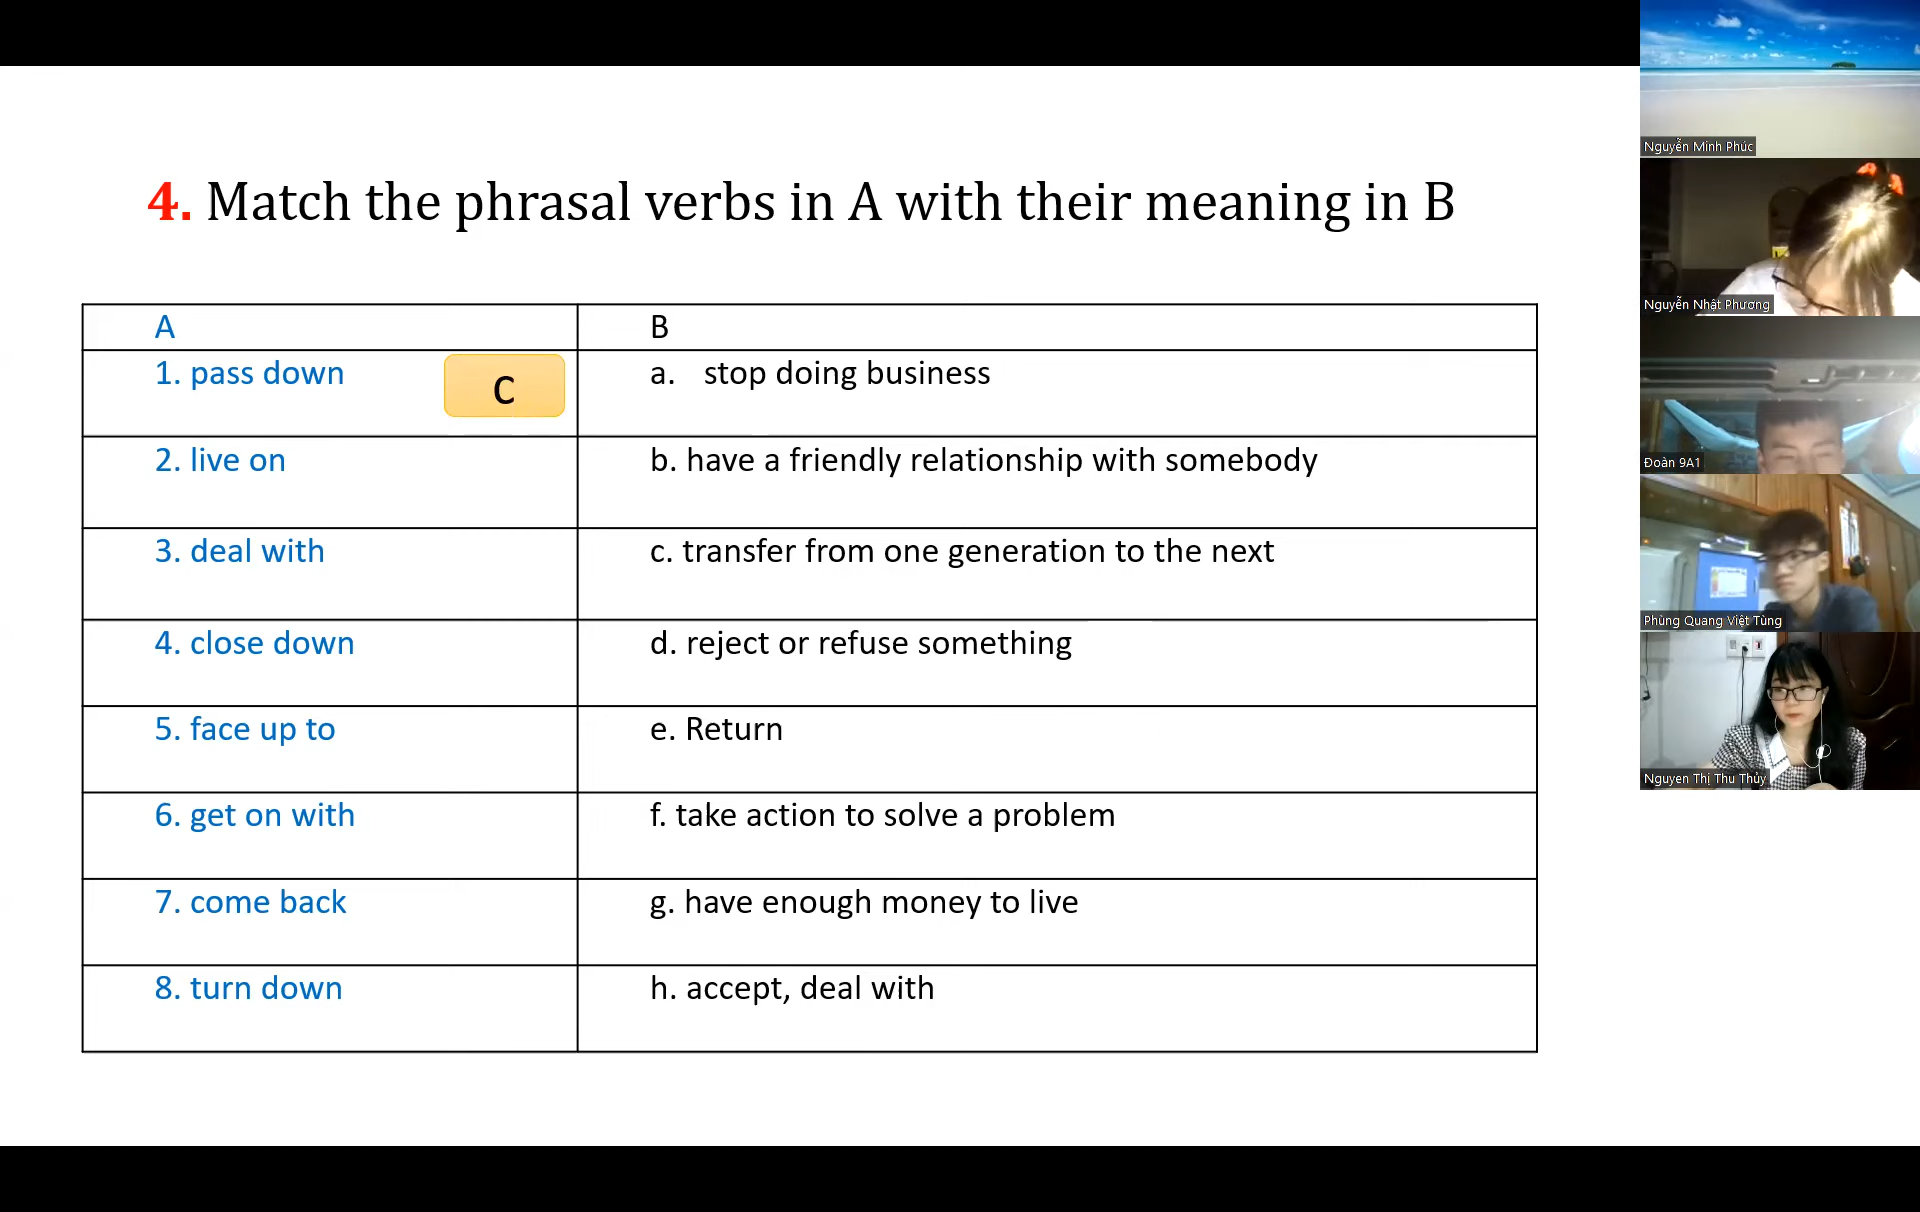 4. Match the phrasal verbs in A with their meaning in B
A
B
1. pass down
C
a. stop doing business
2. live on
b. have a friendly relationship with somebody
3. deal with
c. transfer from one generation to the next
4. close down
d. reject or refuse something
5. face up to
e. Return
6. get on with
f. take action to solve a problem
7. come back
g. have enough money to live
8. turn down
h. accept, deal with
Nguyễn Minh Phúc
Nguyễn Nhật Phương
Đoàn 9A1
Phùng Quang Việt Tùng
Nguyen Thị Thu Thủy